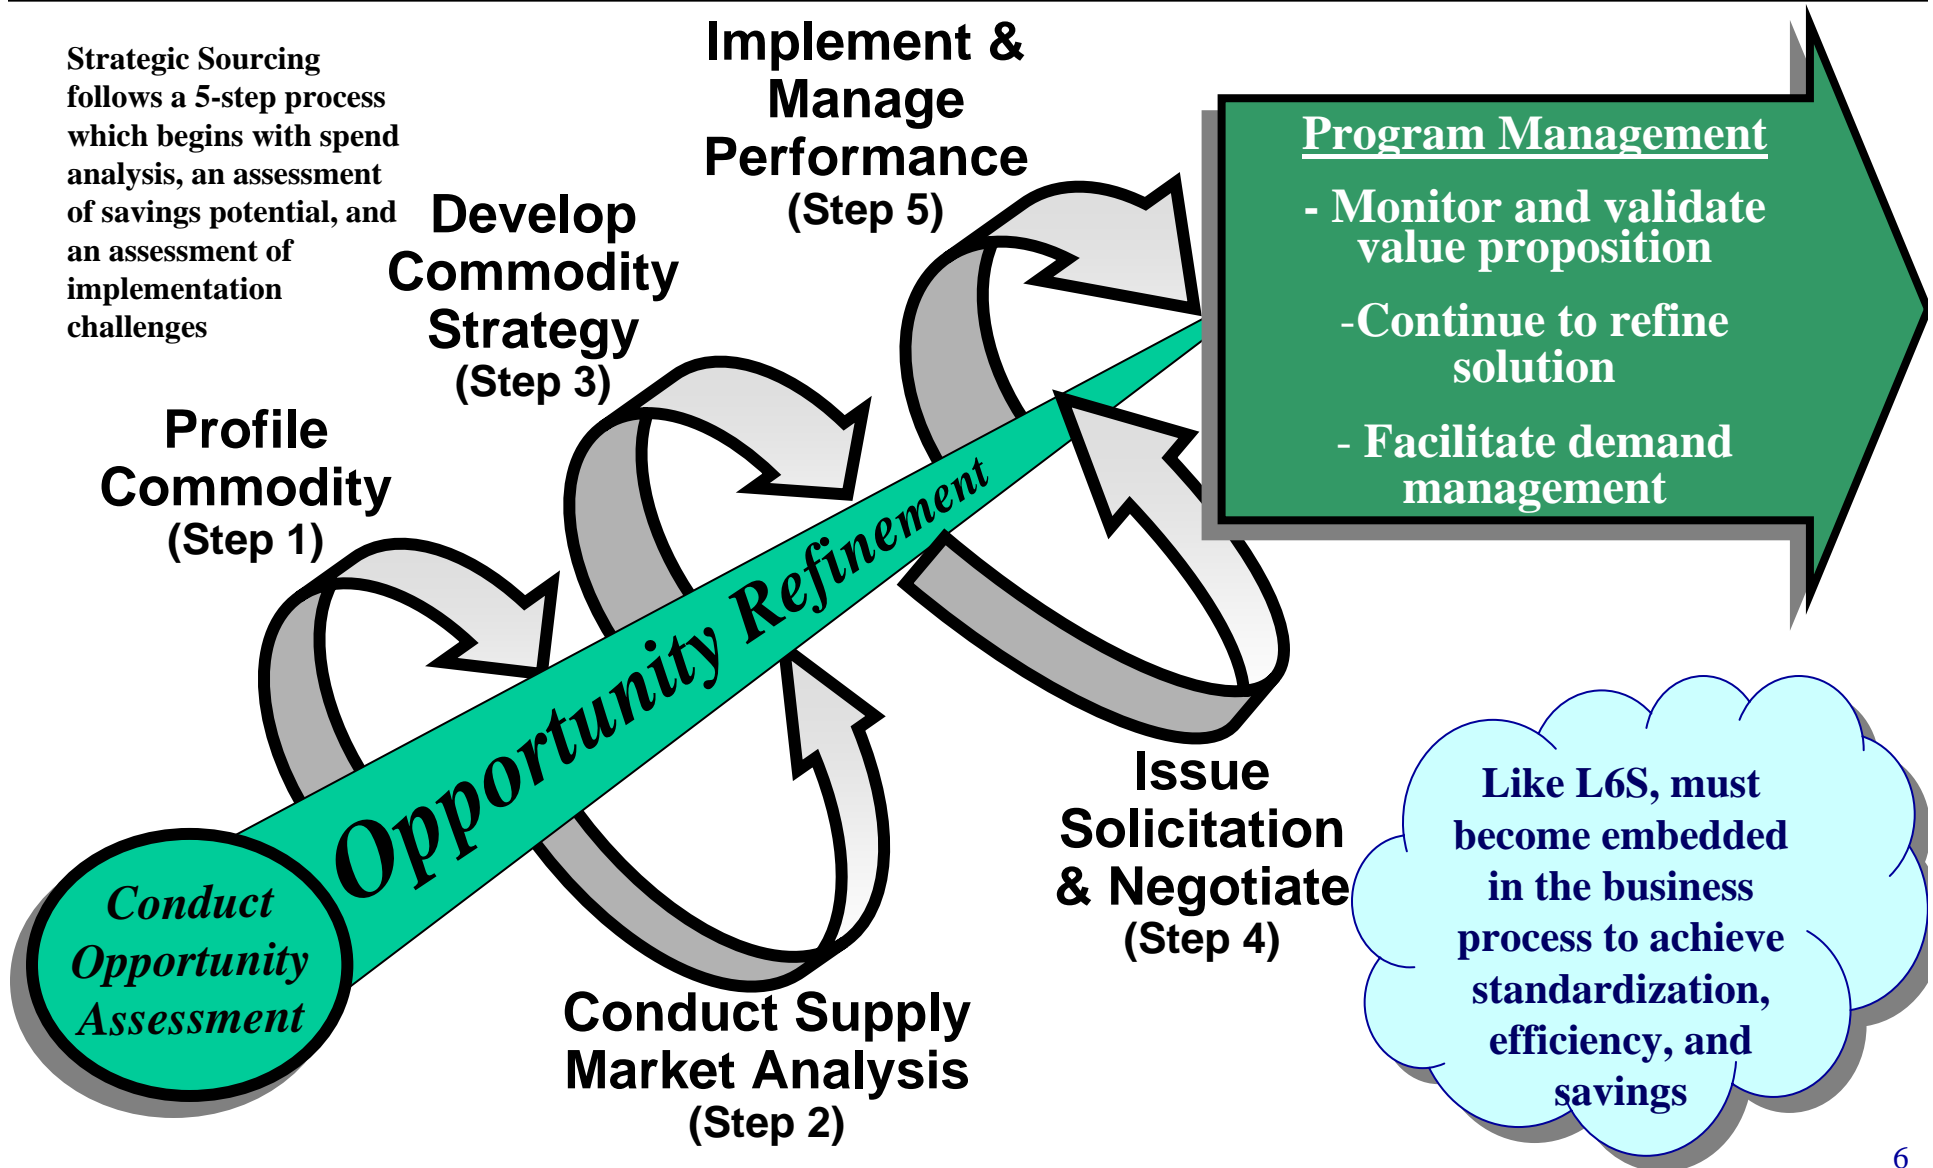 Strategic Sourcing
follows a 5-step process
which begins with spend
analysis, an assessment
of savings potential, and
an assessment of
implementation
challenges
Implement &
Manage
Performance
(Step 5)
Develop
Commodity
Strategy
(Step 3)
Profile
Commodity
(Step 1)
Program Management
- Monitor and validate
value proposition
-Continue to refine
solution
- Facilitate demand
management
Opportunity Refinement
Conduct
Opportunity
Assessment
Issue
Solicitation
& Negotiate
(Step 4)
Conduct Supply
Market Analysis
(Step 2)
Like L6S, must
become embedded
in the business
process to achieve
standardization,
efficiency, and
savings
6